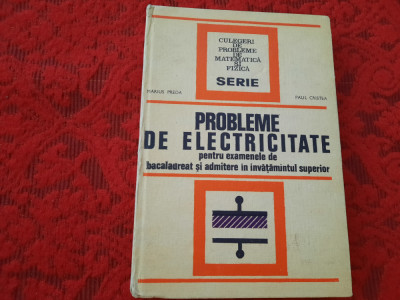 CULEGERI
DE
PROBLEME
DE
MATEMATICĂ
ȘI
FIZICĂ
SERIE
MARIUS PREDA
PAUL CRISTEA
PROBLEME
DE ELECTRICITATE
pentru examenele de
bacalaureat și admitere în învățămîntul superior